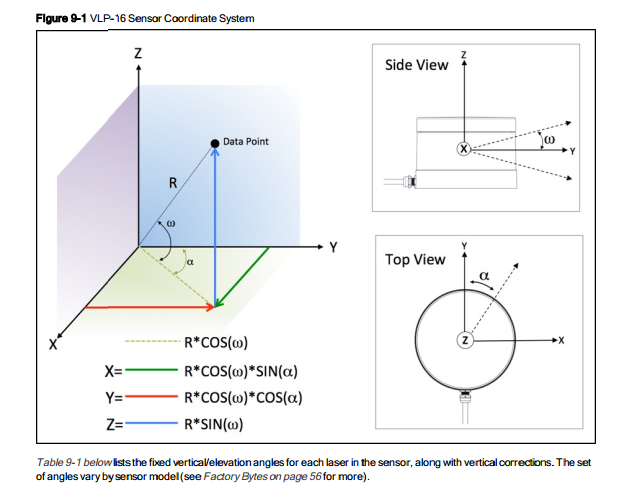 Figure 9-1 VLP-16 Sensor Coordinate System
Z
Data Point
R
ω
α
Y
X
R*COS(ω)
X= R*COS(ω)*SIN(α)
Y= R*COS(ω)*COS(α)
Z= R*SIN(ω)
Side View
Z
X
ω
Y
Top View
Y
α
Z
X
Table 9-1 below lists the fixed vertical/elevation angles for each laser in the sensor, along with vertical corrections. The set
of angles vary by sensor model (see Factory Bytes on page 56 for more).